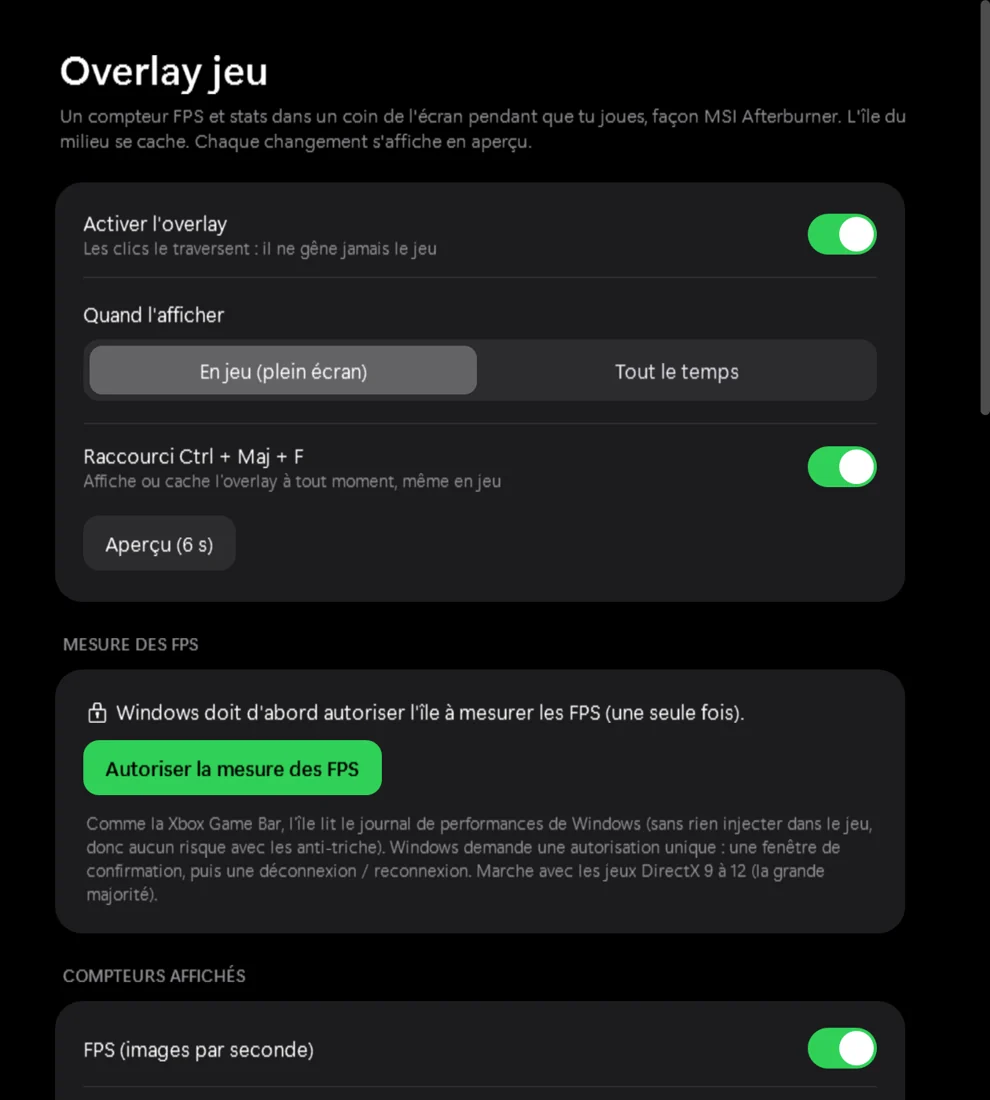 Overlay jeu
Un compteur FPS et stats dans un coin de l'écran pendant que tu joues, façon MSI Afterburner. L'île du
milieu se cache. Chaque changement s'affiche en aperçu.
Activer l'overlay
Les clics le traversent : il ne gêne jamais le jeu
Quand l'afficher
En jeu (plein écran)
Tout le temps
Raccourci Ctrl + Maj + F
Affiche ou cache l'overlay à tout moment, même en jeu
Aperçu (6 s)
MESURE DES FPS
Windows doit d'abord autoriser l'île à mesurer les FPS (une seule fois).
Autoriser la mesure des FPS
Comme la Xbox Game Bar, l'île lit le journal de performances de Windows (sans rien injecter dans le jeu,
donc aucun risque avec les anti-triche). Windows demande une autorisation unique : une fenêtre de
confirmation, puis une déconnexion / reconnexion. Marche avec les jeux DirectX 9 à 12 (la grande
majorité).
COMPTEURS AFFICHÉS
FPS (images par seconde)